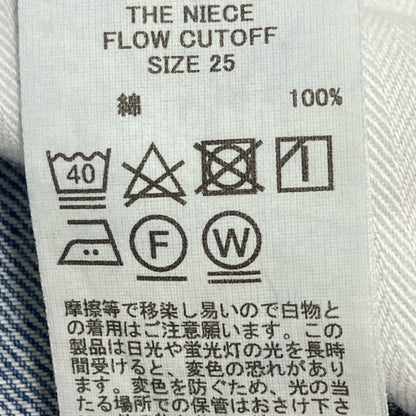 THE NIECE
FLOW CUTOFF
SIZE 25
綿 100%
40
F W
摩擦等で移染し易いので白物と
の着用はご注意願います。この
製品は日光や蛍光灯の光を長時
間受けると、変色の恐れがあり
ます。変色を防ぐため、光の当
たる場所での保管はおさけ下さ